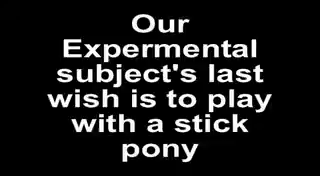 Our
Expermental
subject's last
wish is to play
with a stick
pony